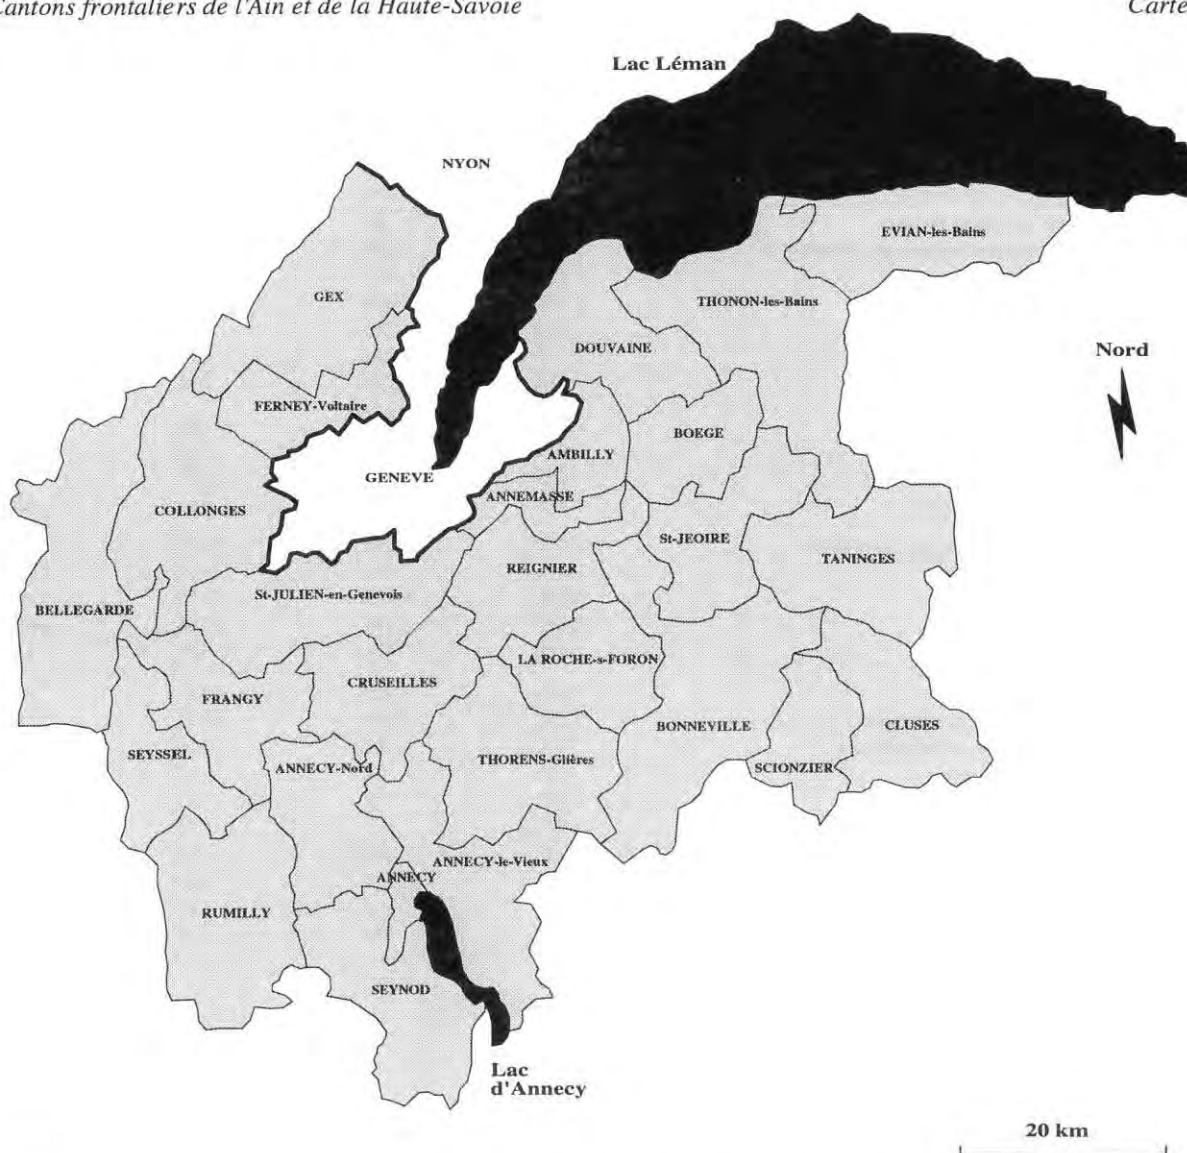 Cantons frontaliers de l'Ain et de la Haute-Savoie
Carte
Lac Léman
NYON
EVIAN-les-Bains
GEX
THONON-les-Bains
DOUVAINE
Nord
FERNEY-Voltaire
BOEGE
AMBILLY
GENEVE
ANNEMASSE
COLLONGES
St-JEOIRE
TANINGES
REIGNIER
St-JULIEN-en-Genevois
BELLEGARDE
LA ROCHE-s-FORON
CRUSEILLES
FRANGY
BONNEVILLE
CLUSES
SEYSSEL
THORENS-Glières
ANNECY-Nord
SCIONZIER
ANNECY-le-Vieux
ANNECY
RUMILLY
SEYNOD
Lac
d'Annecy
20 km